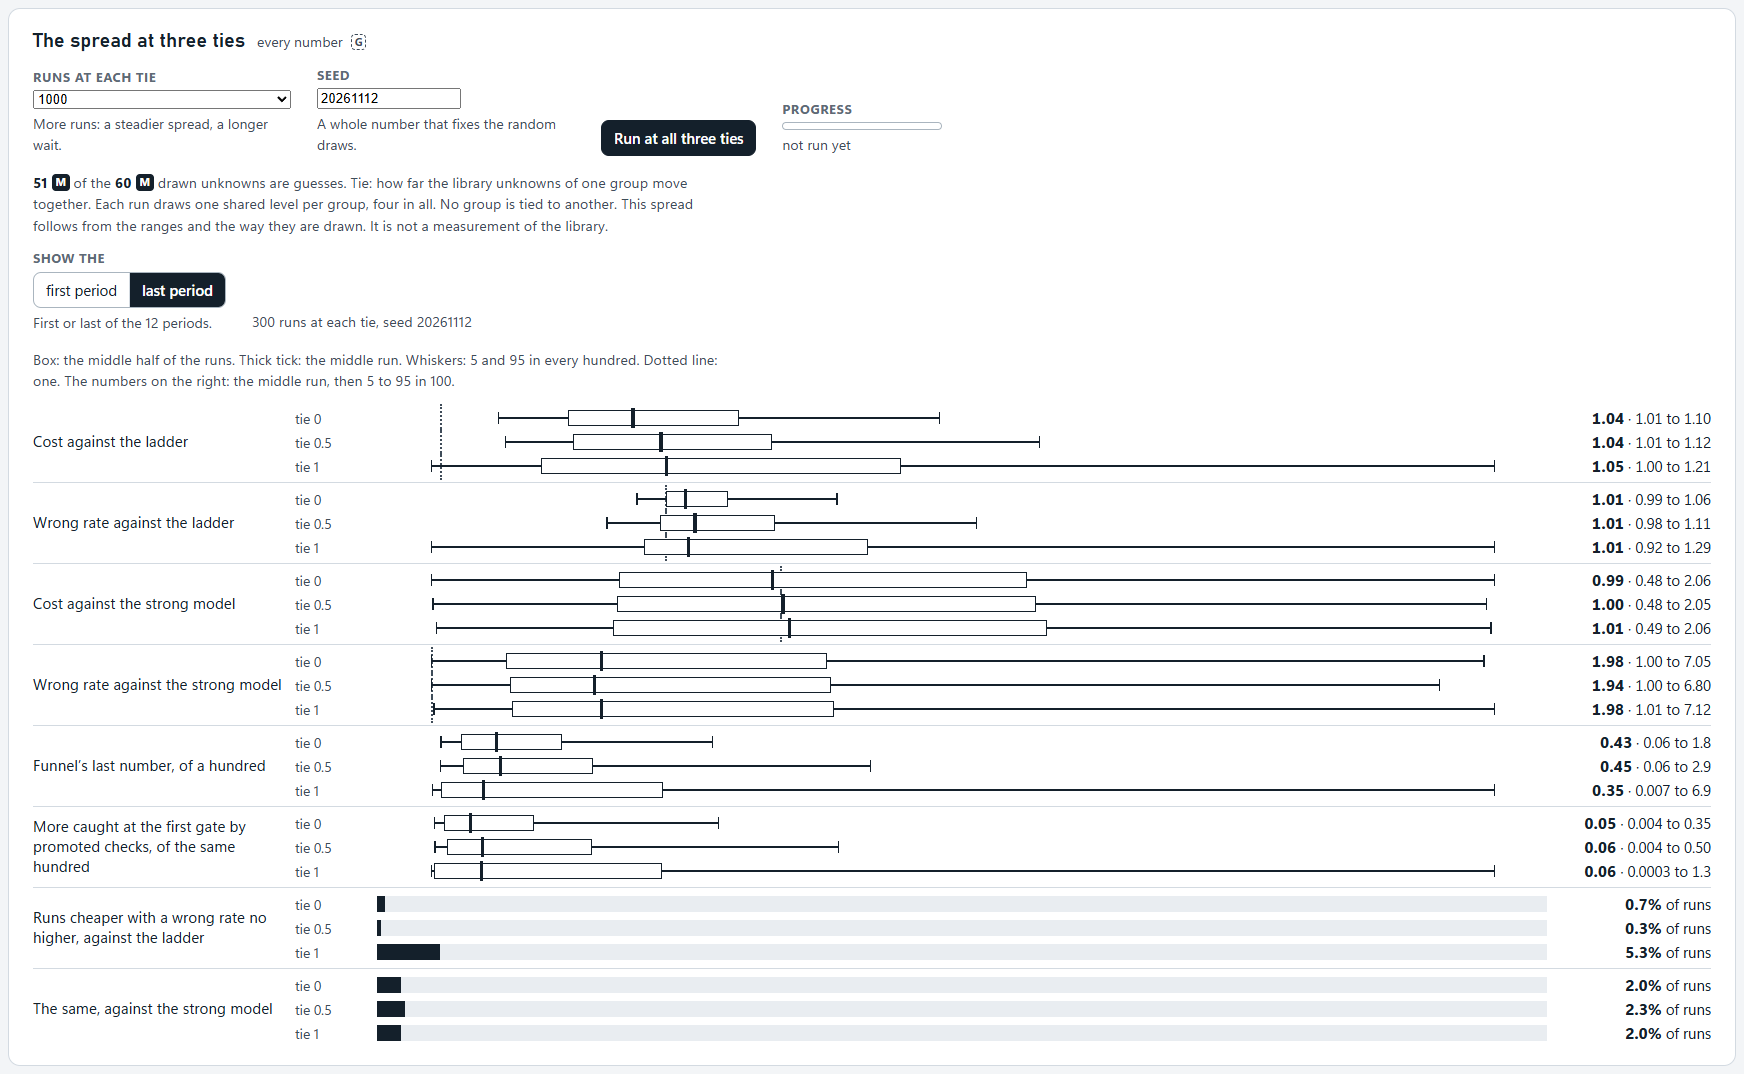 The spread at three ties every number G
RUNS AT EACH TIE
1000
More runs: a steadier spread, a longer
wait.
SEED
20261112
A whole number that fixes the random
draws.
Run at all three ties
PROGRESS
not run yet
51 M of the 60 M drawn unknowns are guesses. Tie: how far the library unknowns of one group move
together. Each run draws one shared level per group, four in all. No group is tied to another. This spread
follows from the ranges and the way they are drawn. It is not a measurement of the library.
SHOW THE
first period last period
First or last of the 12 periods.
300 runs at each tie, seed 20261112
Box: the middle half of the runs. Thick tick: the middle run. Whiskers: 5 and 95 in every hundred. Dotted line:
one. The numbers on the right: the middle run, then 5 to 95 in 100.
Cost against the ladder
tie 0 1.04 · 1.01 to 1.10
tie 0.5 1.04 · 1.01 to 1.12
tie 1 1.05 · 1.00 to 1.21
Wrong rate against the ladder
tie 0 1.01 · 0.99 to 1.06
tie 0.5 1.01 · 0.98 to 1.11
tie 1 1.01 · 0.92 to 1.29
Cost against the strong model
tie 0 0.99 · 0.48 to 2.06
tie 0.5 1.00 · 0.48 to 2.05
tie 1 1.01 · 0.49 to 2.06
Wrong rate against the strong model
tie 0 1.98 · 1.00 to 7.05
tie 0.5 1.94 · 1.00 to 6.80
tie 1 1.98 · 1.01 to 7.12
Funnel's last number, of a hundred
tie 0 0.43 · 0.06 to 1.8
tie 0.5 0.45 · 0.06 to 2.9
tie 1 0.35 · 0.007 to 6.9
More caught at the first gate by
promoted checks, of the same
hundred
tie 0 0.05 · 0.004 to 0.35
tie 0.5 0.06 · 0.004 to 0.50
tie 1 0.06 · 0.0003 to 1.3
Runs cheaper with a wrong rate no
higher, against the ladder
tie 0 0.7% of runs
tie 0.5 0.3% of runs
tie 1 5.3% of runs
The same, against the strong model
tie 0 2.0% of runs
tie 0.5 2.3% of runs
tie 1 2.0% of runs